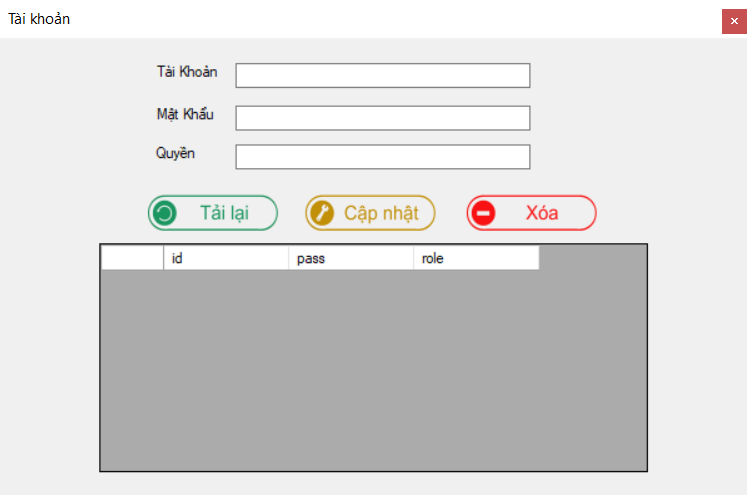 Tài khoản
Tài Khoản
Mật Khẩu
Quyền
Tải lại Cập nhật Xóa
id pass role